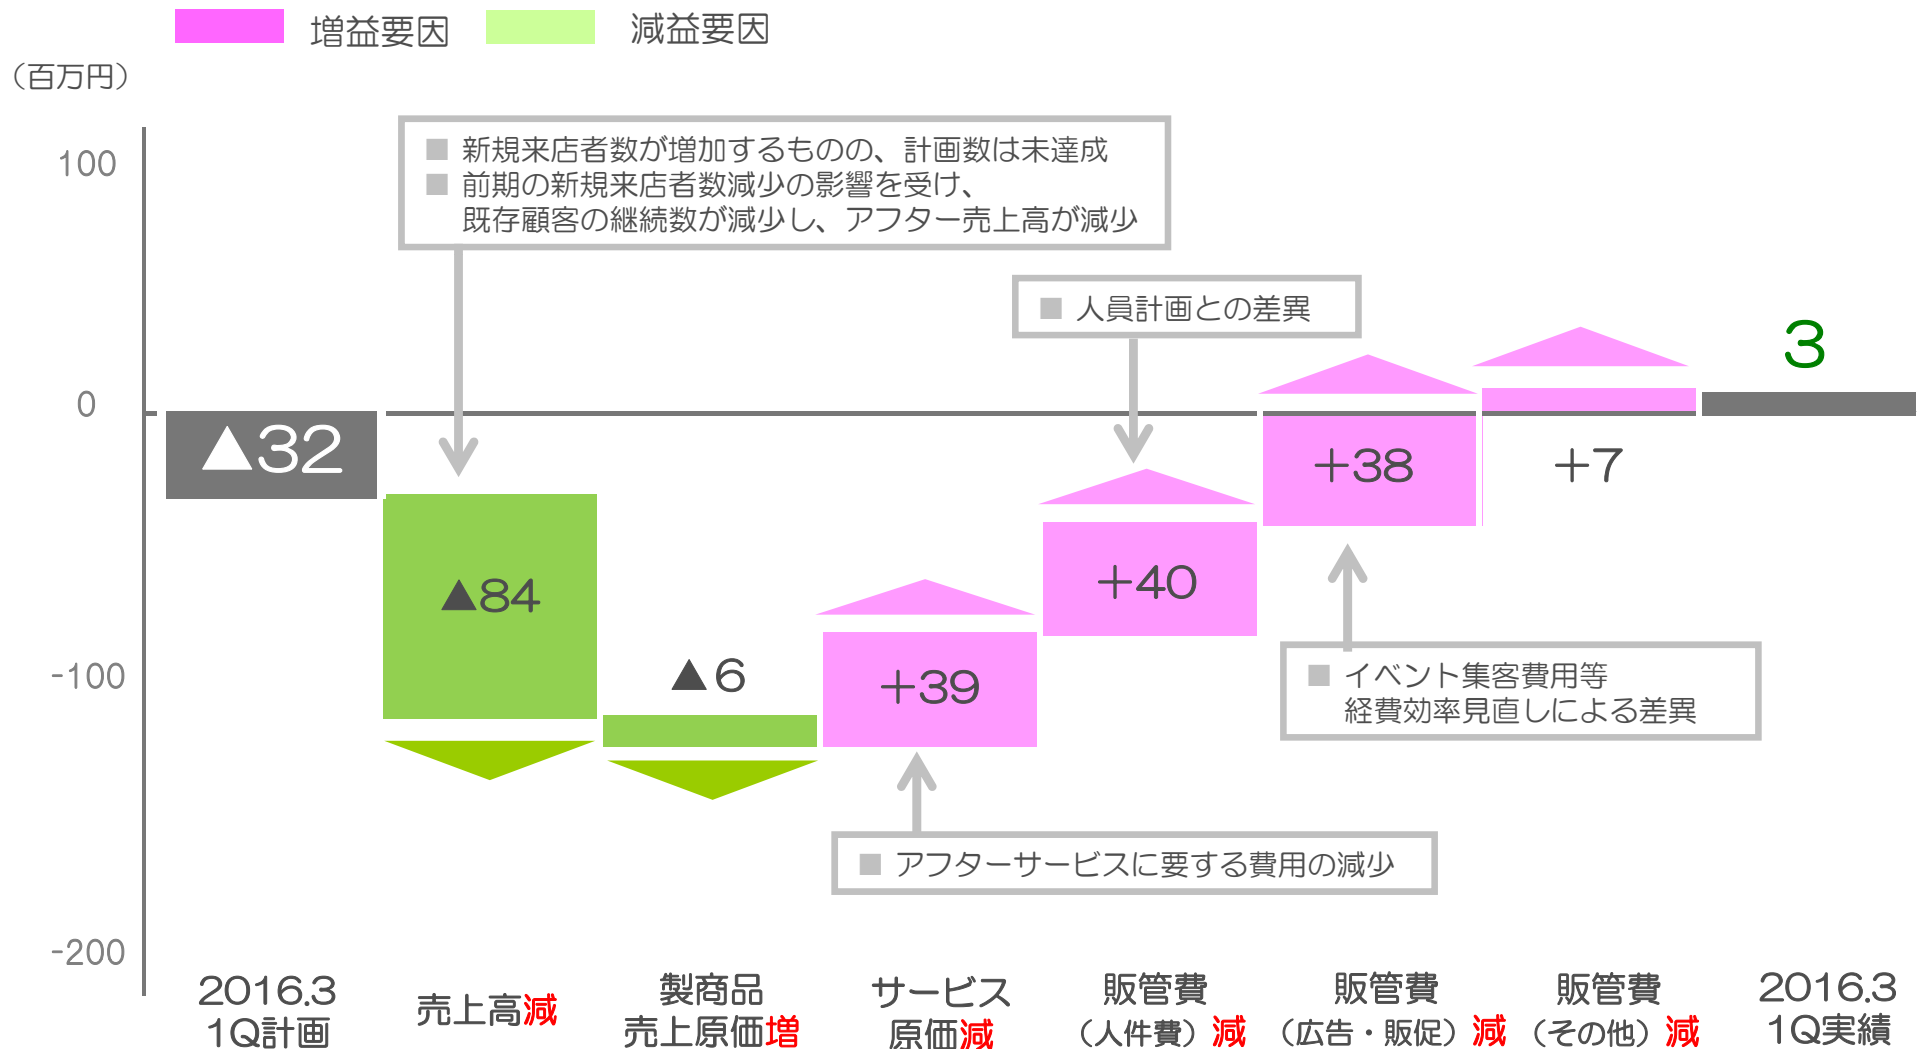 増益要因 減益要因
（百万円）
100
0
-100
-200
■ 新規来店者数が増加するものの、計画数は未達成
■ 前期の新規来店者数減少の影響を受け、
既存顧客の継続数が減少し、アフター売上高が減少
■ 人員計画との差異
3
▲32
▲84
▲6
+39
+40
+38
+7
■ イベント集客費用等
経費効率見直しによる差異
■ アフターサービスに要する費用の減少
2016.3
1Q計画
売上高減
製商品
売上原価増
サービス
原価減
販管費
（人件費）減
販管費
（広告・販促）減
販管費
（その他）減
2016.3
1Q実績